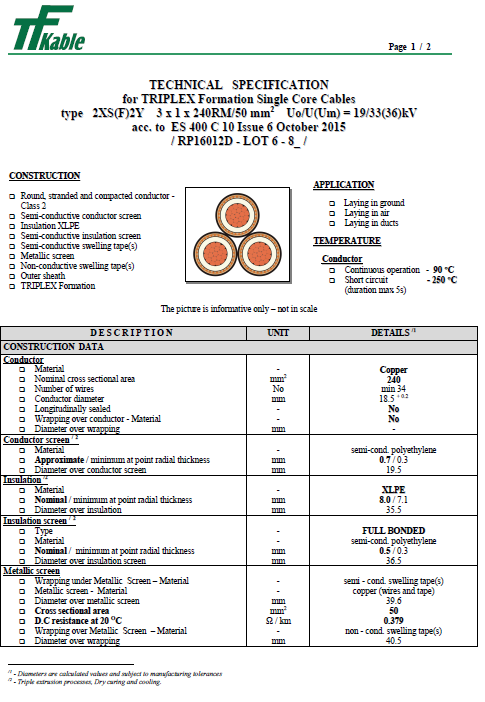 TF Kable
Page 1 / 2
TECHNICAL SPECIFICATION
for TRIPLEX Formation Single Core Cables
type 2XS(F)2Y 3 x 1 x 240RM/50 mm² Uo/U(Um) = 19/33(36)kV
acc. to ES 400 C 10 Issue 6 October 2015
/ RP16012D - LOT 6 - 8_ /
CONSTRUCTION
❑ Round, stranded and compacted conductor -
Class 2
❑ Semi-conductive conductor screen
❑ Insulation XLPE
❑ Semi-conductive insulation screen
❑ Semi-conductive swelling tape(s)
❑ Metallic screen
❑ Non-conductive swelling tape(s)
❑ Outer sheath
❑ TRIPLEX Formation
APPLICATION
❑ Laying in ground
❑ Laying in air
❑ Laying in ducts
TEMPERATURE
Conductor
❑ Continuous operation - 90 °C
❑ Short circuit - 250 °C
(duration max 5s)
The picture is informative only – not in scale
DESCRIPTION UNIT DETAILS /1
CONSTRUCTION DATA
Conductor
❑ Material - Copper
❑ Nominal cross sectional area mm² 240
❑ Number of wires No min 34
❑ Conductor diameter mm 18.5 + 0.2
❑ Longitudinally sealed - No
❑ Wrapping over conductor - Material - No
❑ Diameter over wrapping mm -
Conductor screen /2
❑ Material - semi-cond. polyethylene
❑ Approximate / minimum at point radial thickness mm 0.7 / 0.3
❑ Diameter over conductor screen mm 19.5
Insulation /2
❑ Material - XLPE
❑ Nominal / minimum at point radial thickness mm 8.0 / 7.1
❑ Diameter over insulation mm 35.5
Insulation screen /2
❑ Type - FULL BONDED
❑ Material - semi-cond. polyethylene
❑ Nominal / minimum at point radial thickness mm 0.5 / 0.3
❑ Diameter over insulation screen mm 36.5
Metallic screen
❑ Wrapping under Metallic Screen – Material - semi - cond. swelling tape(s)
❑ Metallic screen - Material - copper (wires and tape)
❑ Diameter over metallic screen mm 39.6
❑ Cross sectional area mm² 50
❑ D.C resistance at 20 °C Ω / km 0.379
❑ Wrapping over Metallic Screen – Material - non - cond. swelling tape(s)
❑ Diameter over wrapping mm 40.5
/1 - Diameters are calculated values and subject to manufacturing tolerances
/2 - Triple extrusion processes, Dry curing and cooling.